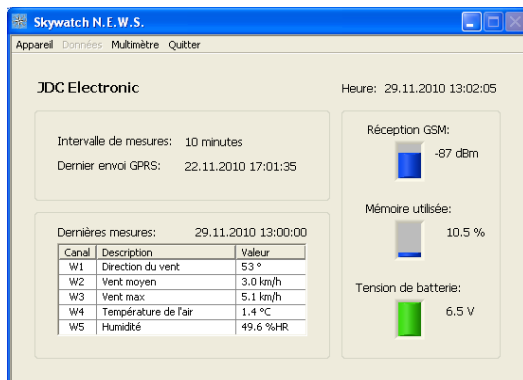 Skywatch N.E.W.S.
Appareil Données Multimètre Quitter
JDC Electronic
Heure: 29.11.2010 13:02:05
Intervalle de mesures: 10 minutes
Dernier envoi GPRS: 22.11.2010 17:01:35
Réception GSM:
-87 dBm
Mémoire utilisée:
10.5 %
Tension de batterie:
6.5 V
Dernières mesures: 29.11.2010 13:00:00
Canal Description Valeur
W1 Direction du vent 53 °
W2 Vent moyen 3.0 km/h
W3 Vent max 5.1 km/h
W4 Température de l'air 1.4 °C
W5 Humidité 49.6 %HR